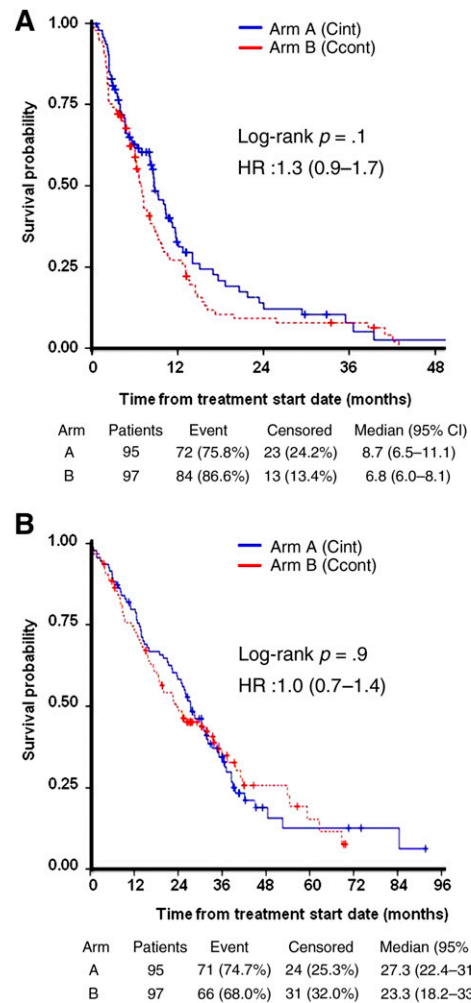 A
Arm A (Cint)
Arm B (Ccont)
Log-rank p = .1
HR :1.3 (0.9–1.7)
Survival probability
1.00
0.75
0.50
0.25
0.00
0 12 24 36 48
Time from treatment start date (months)
Arm Patients Event Censored Median (95% CI)
A 95 72 (75.8%) 23 (24.2%) 8.7 (6.5–11.1)
B 97 84 (86.6%) 13 (13.4%) 6.8 (6.0–8.1)
B
Arm A (Cint)
Arm B (Ccont)
Log-rank p = .9
HR :1.0 (0.7–1.4)
Survival probability
1.00
0.75
0.50
0.25
0.00
0 12 24 36 48 60 72 84 96
Time from treatment start date (months)
Arm Patients Event Censored Median (95%
A 95 71 (74.7%) 24 (25.3%) 27.3 (22.4–31
B 97 66 (68.0%) 31 (32.0%) 23.3 (18.2–33